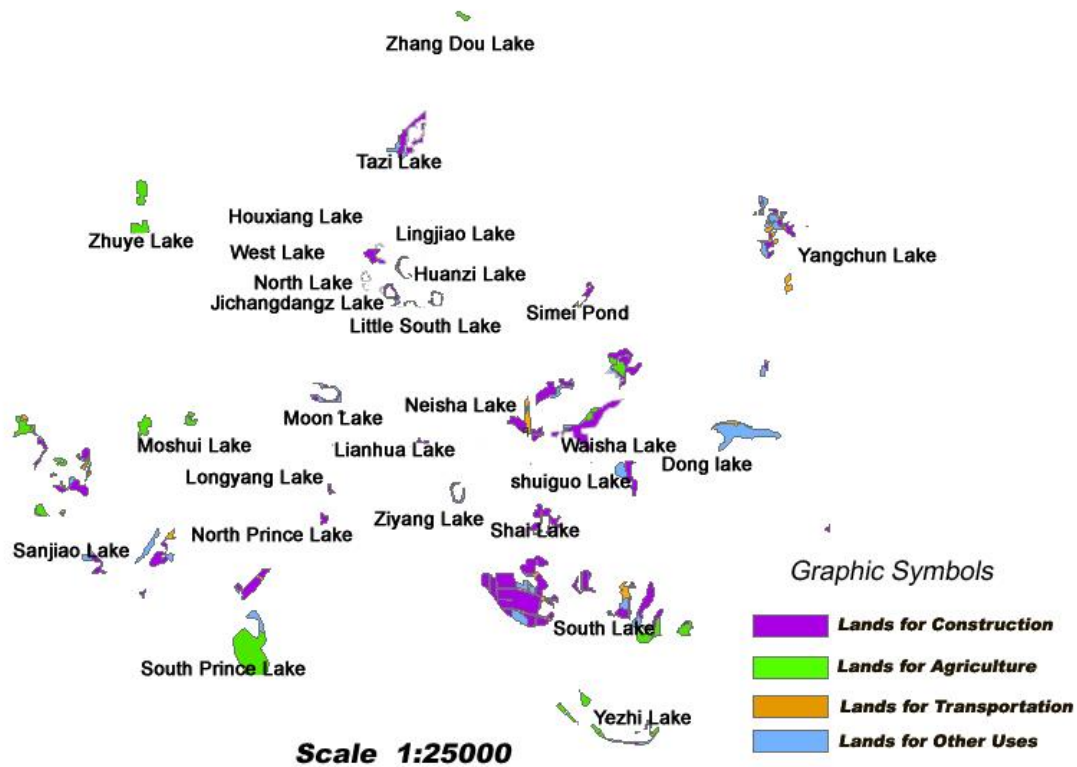 Zhang Dou Lake
Tazi Lake
Houxiang Lake
Zhuye Lake
Lingjiao Lake
West Lake
Yangchun Lake
Huanzi Lake
North Lake
Jichangdangz Lake
Simei Pond
Little South Lake
Neisha Lake
Moon Lake
Moshui Lake
Lianhua Lake
Waisha Lake
Dong lake
Longyang Lake
shuiguo Lake
Ziyang Lake
Shai Lake
North Prince Lake
Sanjiao Lake
Graphic Symbols
Lands for Construction
South Lake
South Prince Lake
Lands for Agriculture
Lands for Transportation
Yezhi Lake
Lands for Other Uses
Scale 1:25000